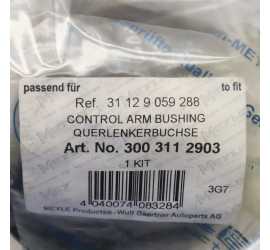 passend für to fit
Ref. 31 12 9 059 288
CONTROL ARM BUSHING
QUERLENKERBUCHSE
Art. No. 300 311 2903
1 KIT
3G7
4 040074 083284
MEYLE Products - Wulf Gaertner Autoparts AG